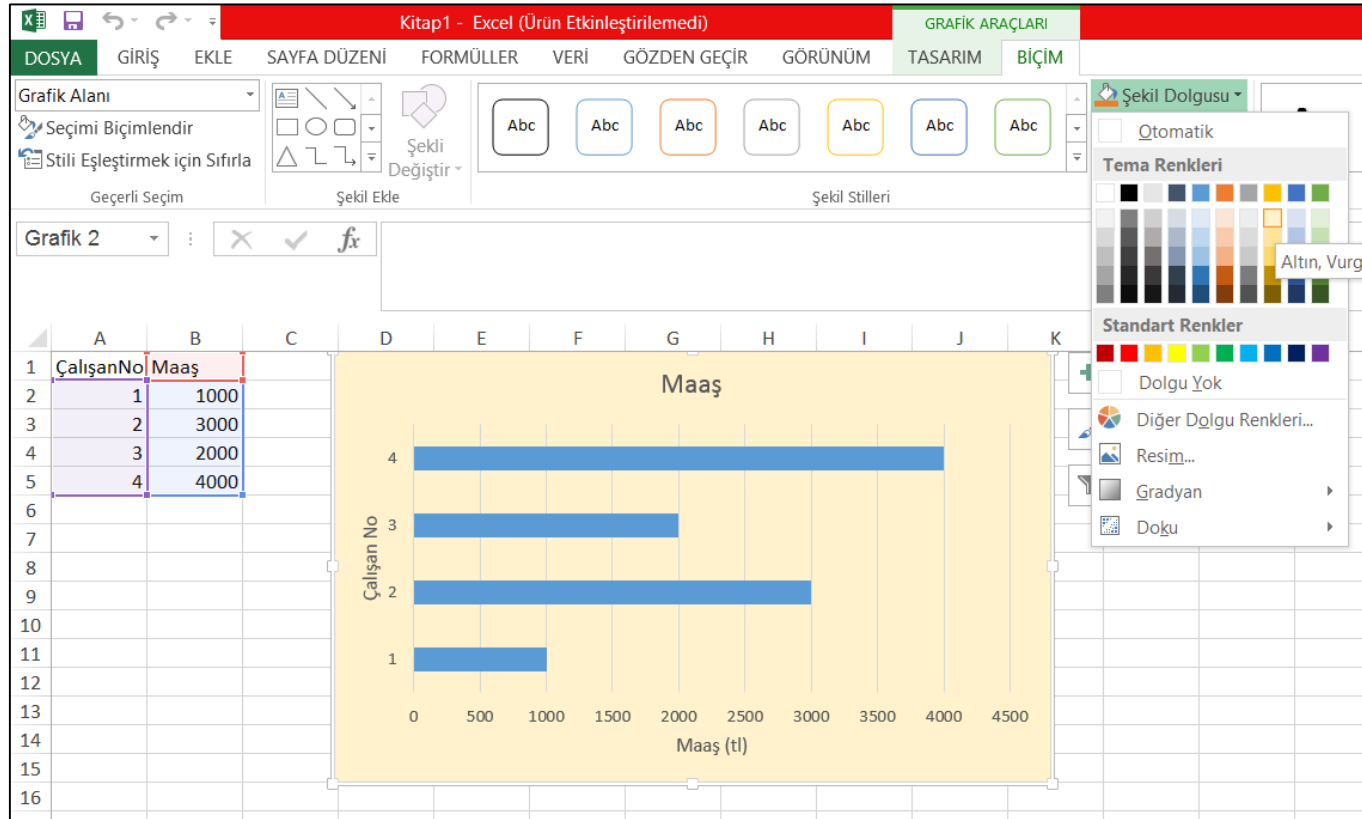 Kitap1 - Excel (Ürün Etkinleştirilemedi)
GRAFİK ARAÇLARI
DOSYA GİRİŞ EKLE SAYFA DÜZENİ FORMÜLLER VERİ GÖZDEN GEÇİR GÖRÜNÜM TASARIM BİÇİM
Grafik Alanı
Seçimi Biçimlendir
Stili Eşleştirmek için Sıfırla
Geçerli Seçim
Şekli
Değiştir
Şekil Ekle
Abc Abc Abc Abc Abc Abc Abc
Şekil Stilleri
Şekil Dolgusu
Otomatik
Tema Renkleri
Altın, Vurg
Standart Renkler
Dolgu Yok
Diğer Dolgu Renkleri...
Resim...
Gradyan
Doku
Grafik 2
fx
A B C D E F G H I J K
1 ÇalışanNo Maaş
2 1 1000
3 2 3000
4 3 2000
5 4 4000
6
7
8
9
10
11
12
13
14
15
16
Maaş
Çalışan No
4
3
2
1
0 500 1000 1500 2000 2500 3000 3500 4000 4500
Maaş (tl)